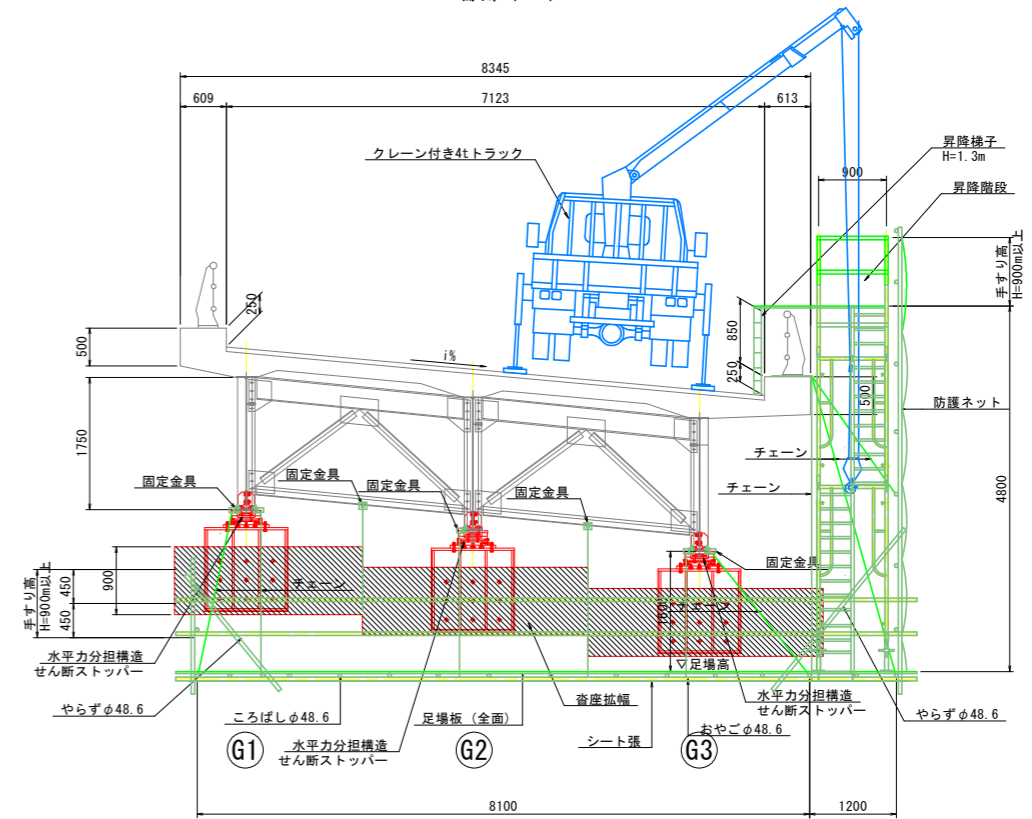 8345
609
7123
613
クレーン付き4tトラック
昇降梯子
H=1.3m
900
昇降階段
手すり高
H=900m以上
250
850
500
i%
250
500
防護ネット
1750
チェーン
固定金具
固定金具
固定金具
固定金具
チェーン
4800
手すり高
H=900m以上
450
450
900
チェーン
チェーン
固定金具
▽足場高
水平力分担構造
せん断ストッパー
沓座拡幅
水平力分担構造
せん断ストッパー
やらずφ48.6
ころばしφ48.6
足場板（全面）
おやごφ48.6
やらずφ48.6
シート張
水平力分担構造
せん断ストッパー
G1
G2
G3
8100
1200